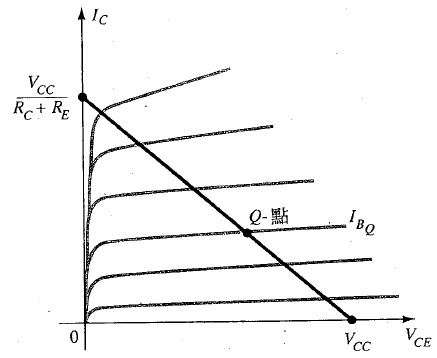 I_C
V_CC
R_C + R_E
Q-點
I_BQ
0
V_CC
V_CE